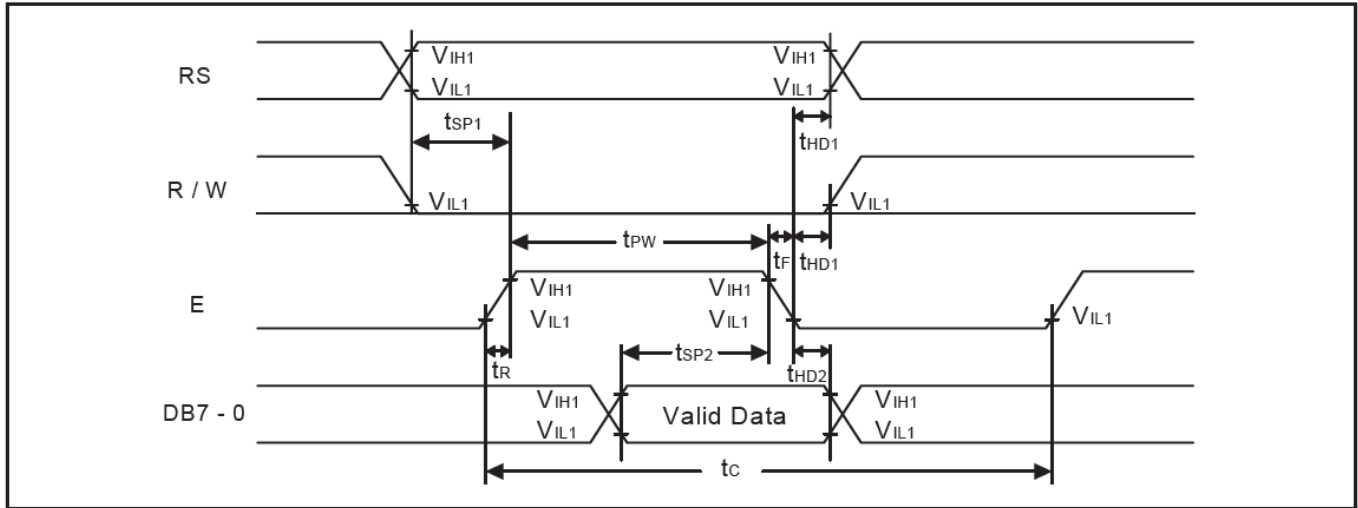 RS
VIH1 VIH1
VIL1 VIL1
tSP1
tHD1
R / W
VIL1 VIL1
tPW tF tHD1
E
VIH1 VIH1
VIL1 VIL1 VIL1
tSP2
tR tHD2
DB7 - 0
VIH1 Valid Data VIH1
VIL1 VIL1
tC